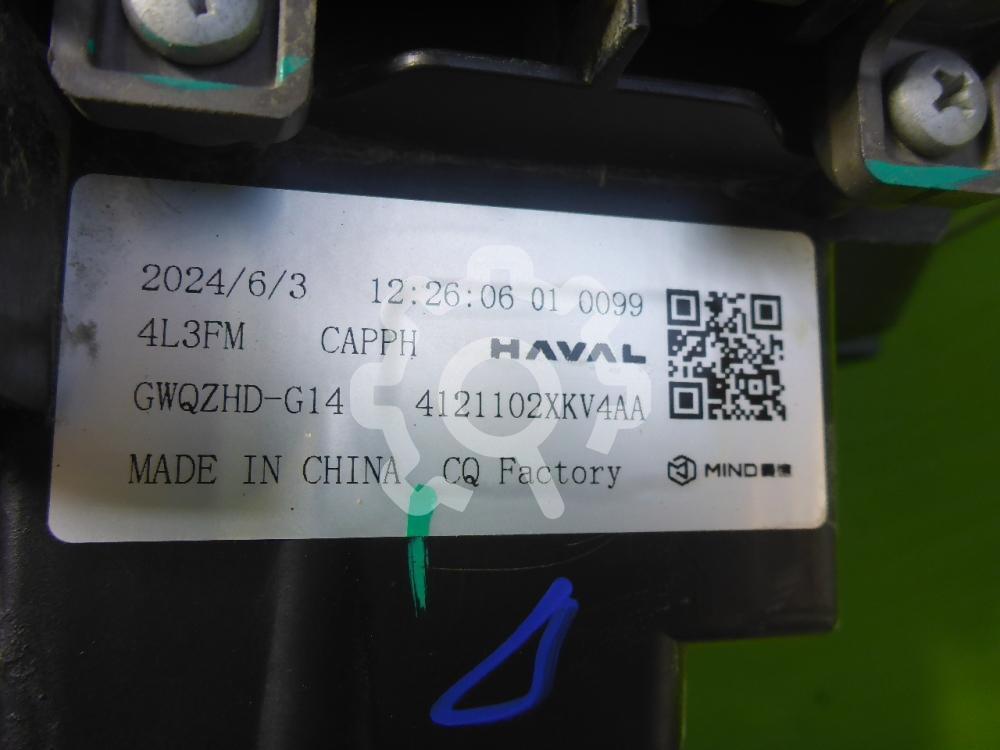 2024/6/3 12:26:06 01 0099
4L3FM CAPPH HAVAL
GWQZHD-G14 4121102XKV4AA
MADE IN CHINA CQ Factory MIND